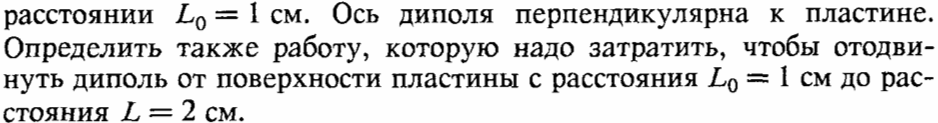 расстоянии L₀ = 1 см. Ось диполя перпендикулярна к пластине.
Определить также работу, которую надо затратить, чтобы отодви-
нуть диполь от поверхности пластины с расстояния L₀ = 1 см до рас-
стояния L = 2 см.